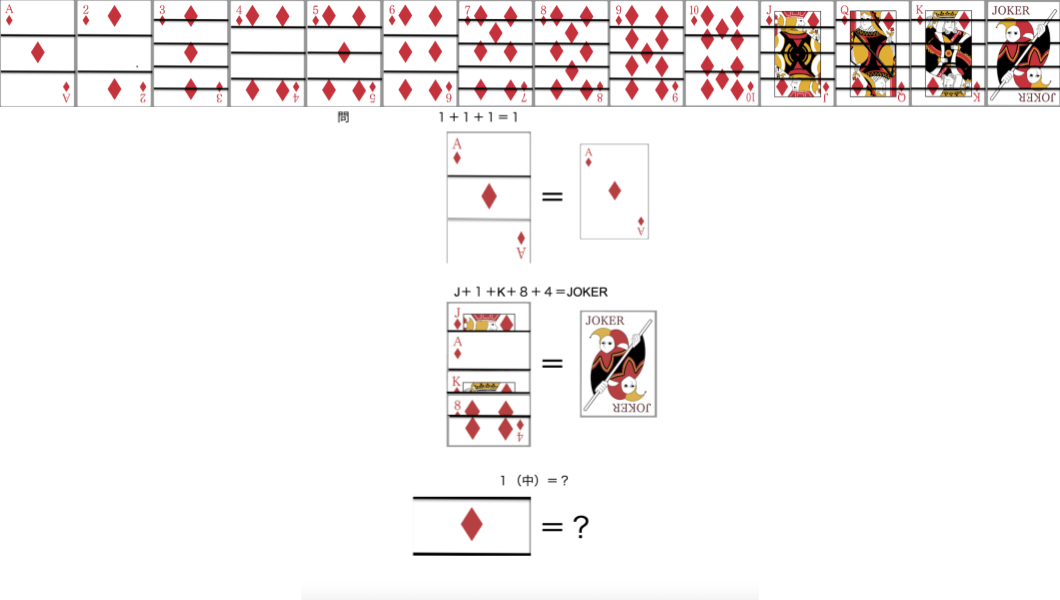 A 2 3 4 5 6 7 8 9 10 J Q K JOKER
A 2 3 4 5 6 7 8 9 10 J Q K JOKER
問 1+1+1=1
A
A
=
A
A
J+1+K+8+4=JOKER
J
A
K
8
4
=
JOKER
JOKER
1（中）=?
=?